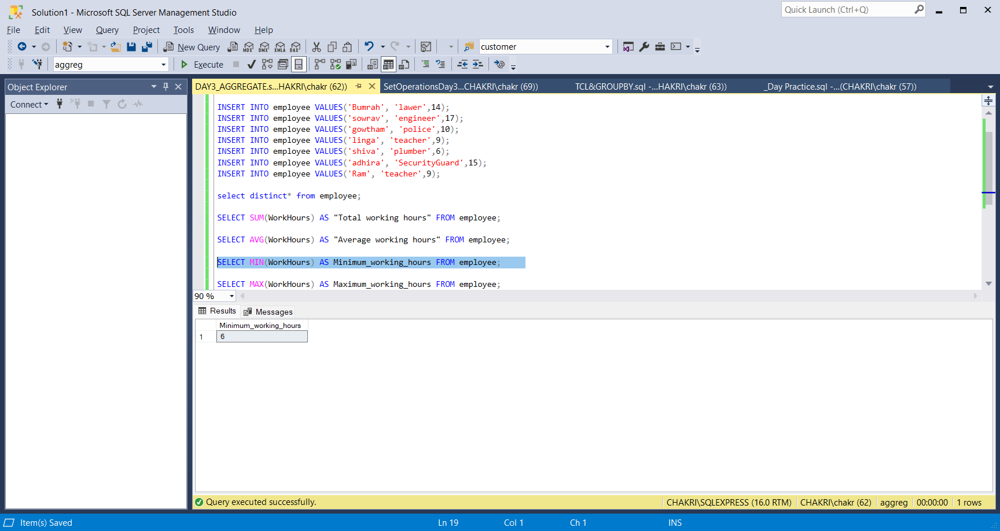 Solution1 - Microsoft SQL Server Management Studio
Quick Launch (Ctrl+Q)
File Edit View Query Project Tools Window Help
New Query MDX DMX XMLA DAX customer
aggreg Execute
Object Explorer
Connect
DAY3_AGGREGATE.s...HAKRI\chakr (62)) SetOperationsDay3...CHAKRI\chakr (69)) TCL&GROUPBY.sql -...HAKRI\chakr (63)) _Day Practice.sql -...(CHAKRI\chakr (57))
INSERT INTO employee VALUES('Bumrah', 'lawer',14);
INSERT INTO employee VALUES('sowrav', 'engineer',17);
INSERT INTO employee VALUES('gowtham', 'police',10);
INSERT INTO employee VALUES('linga', 'teacher',9);
INSERT INTO employee VALUES('shiva', 'plumber',6);
INSERT INTO employee VALUES('adhira', 'SecurityGuard',15);
INSERT INTO employee VALUES('Ram', 'teacher',9);
select distinct* from employee;
SELECT SUM(WorkHours) AS "Total working hours" FROM employee;
SELECT AVG(WorkHours) AS "Average working hours" FROM employee;
SELECT MIN(WorkHours) AS Minimum_working_hours FROM employee;
SELECT MAX(WorkHours) AS Maximum_working_hours FROM employee;
90 %
Results Messages
Minimum_working_hours
1 6
Query executed successfully. CHAKRI\SQLEXPRESS (16.0 RTM) CHAKRI\chakr (62) aggreg 00:00:00 1 rows
Item(s) Saved Ln 19 Col 1 Ch 1 INS